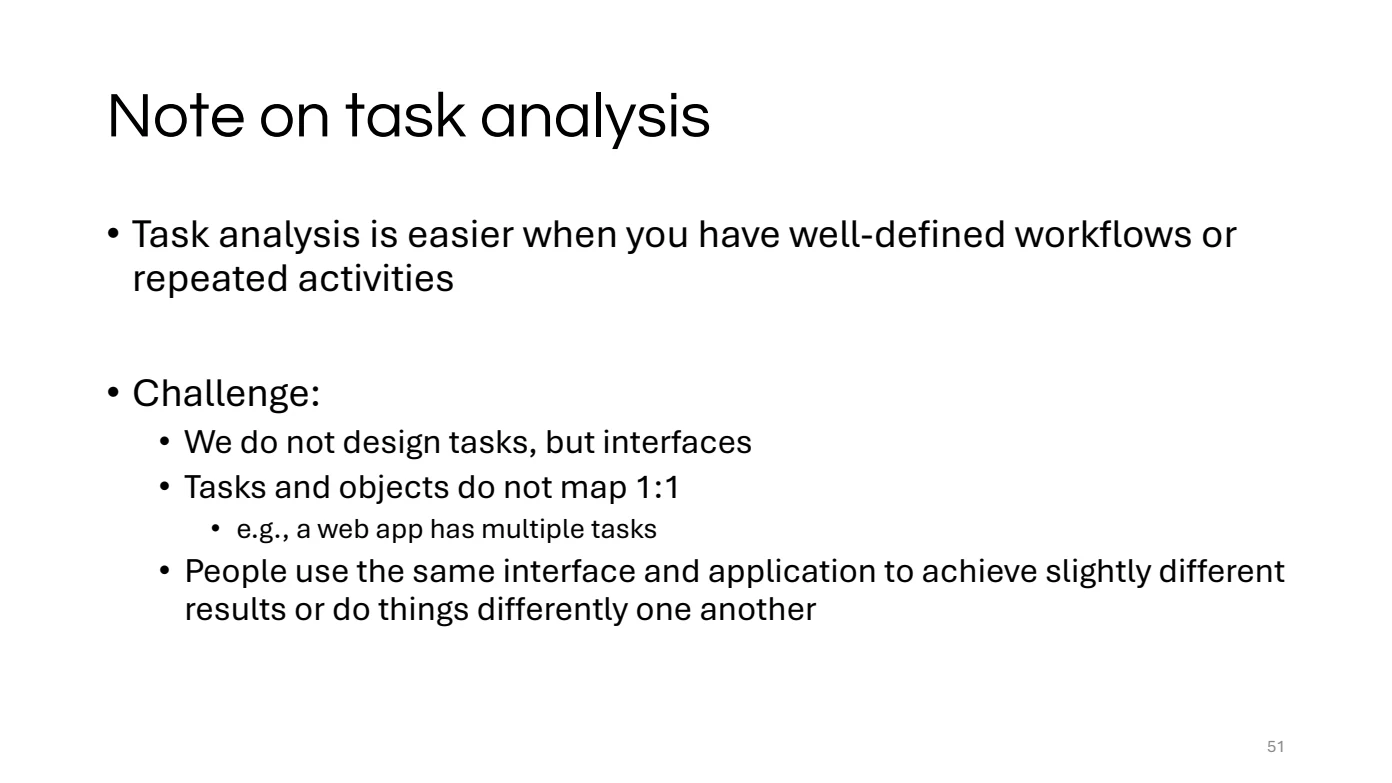 Note on task analysis
• Task analysis is easier when you have well-defined workflows or
repeated activities
• Challenge:
• We do not design tasks, but interfaces
• Tasks and objects do not map 1:1
• e.g., a web app has multiple tasks
• People use the same interface and application to achieve slightly different
results or do things differently one another
51